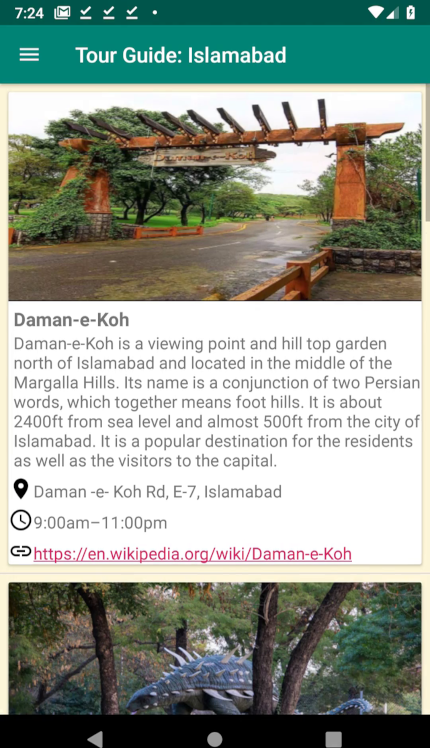 7:24
Tour Guide: Islamabad
Daman-e-Koh
Daman-e-Koh
Daman-e-Koh is a viewing point and hill top garden
north of Islamabad and located in the middle of the
Margalla Hills. Its name is a conjunction of two Persian
words, which together means foot hills. It is about
2400ft from sea level and almost 500ft from the city of
Islamabad. It is a popular destination for the residents
as well as the visitors to the capital.
Daman -e- Koh Rd, E-7, Islamabad
9:00am–11:00pm
https://en.wikipedia.org/wiki/Daman-e-Koh